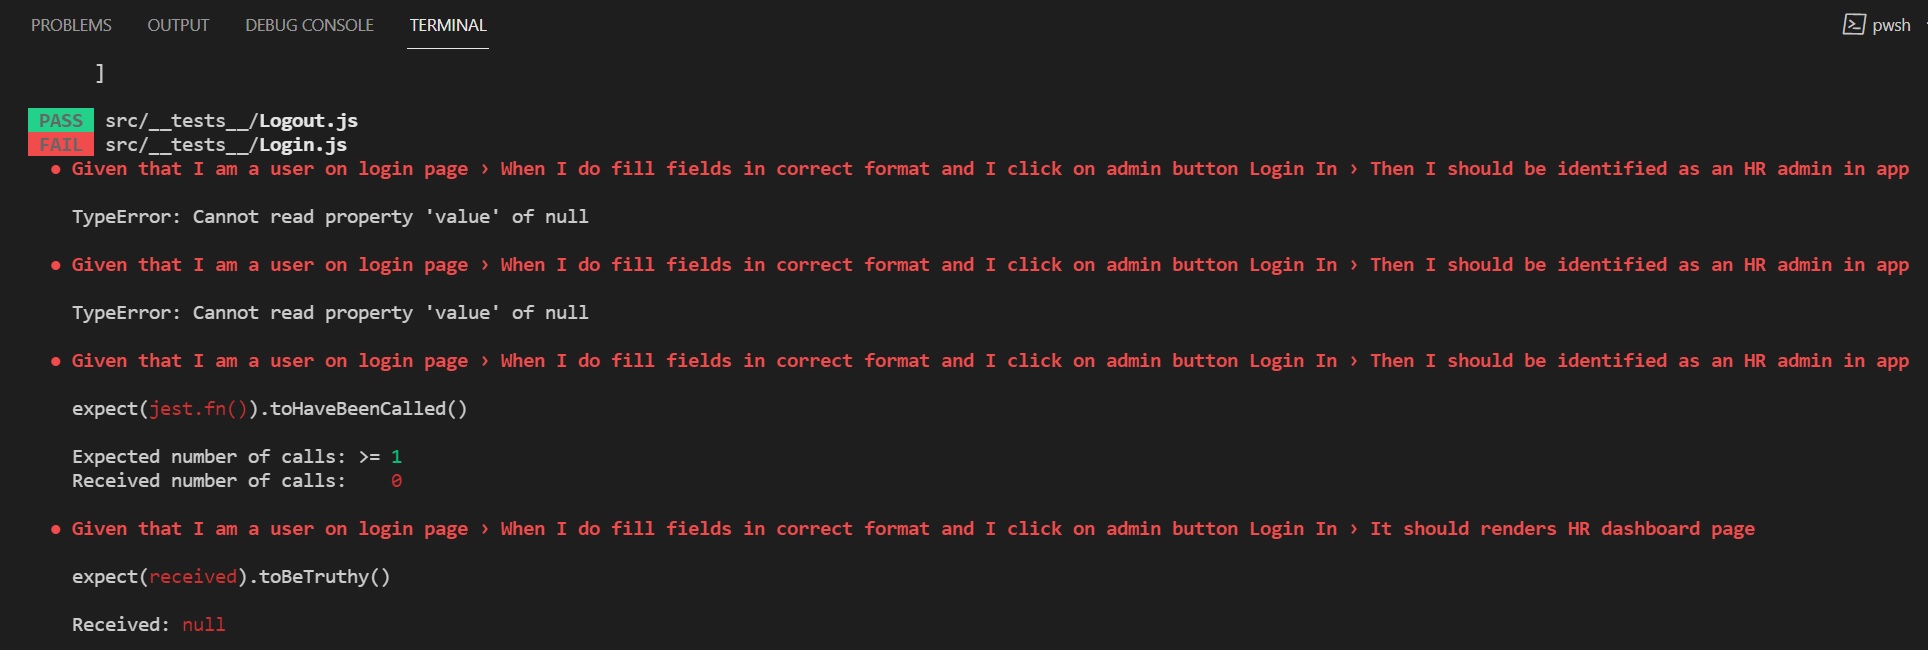 PROBLEMS OUTPUT DEBUG CONSOLE TERMINAL pwsh
]
PASS src/__tests__/Logout.js
FAIL src/__tests__/Login.js
● Given that I am a user on login page › When I do fill fields in correct format and I click on admin button Login In › Then I should be identified as an HR admin in app
TypeError: Cannot read property 'value' of null
● Given that I am a user on login page › When I do fill fields in correct format and I click on admin button Login In › Then I should be identified as an HR admin in app
TypeError: Cannot read property 'value' of null
● Given that I am a user on login page › When I do fill fields in correct format and I click on admin button Login In › Then I should be identified as an HR admin in app
expect(jest.fn()).toHaveBeenCalled()
Expected number of calls: >= 1
Received number of calls:    0
● Given that I am a user on login page › When I do fill fields in correct format and I click on admin button Login In › It should renders HR dashboard page
expect(received).toBeTruthy()
Received: null